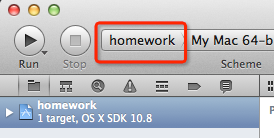 homework
My Mac 64-b
Run
Stop
Scheme
homework
1 target, OS X SDK 10.8